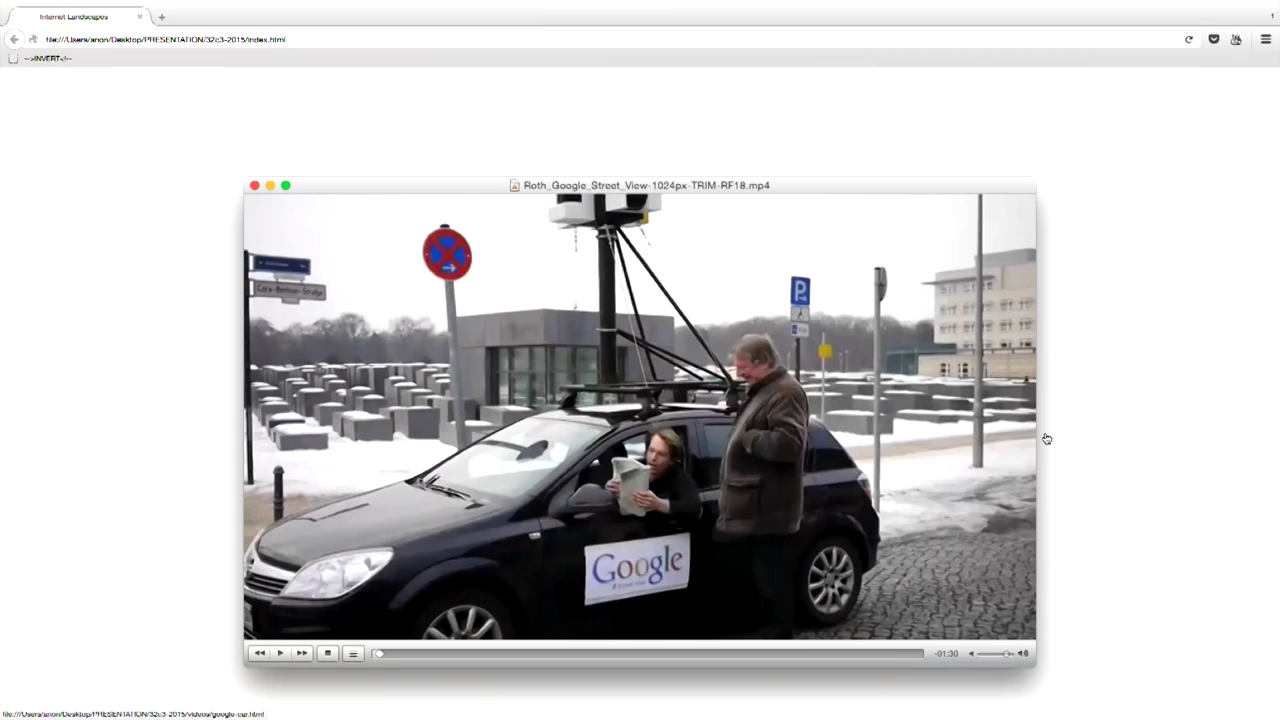 Internet Landscapes
1
file:///Users/anon/Desktop/PRESENTATION/32c3-2015/index.html
-->INVERT<!--
Roth_Google_Street_View-1024px-TRIM-RF18.mp4
Cora-Berliner-Straße
P
Google
-01:30
file:///Users/anon/Desktop/PRESENTATION/32c3-2015/videos/google-car.html